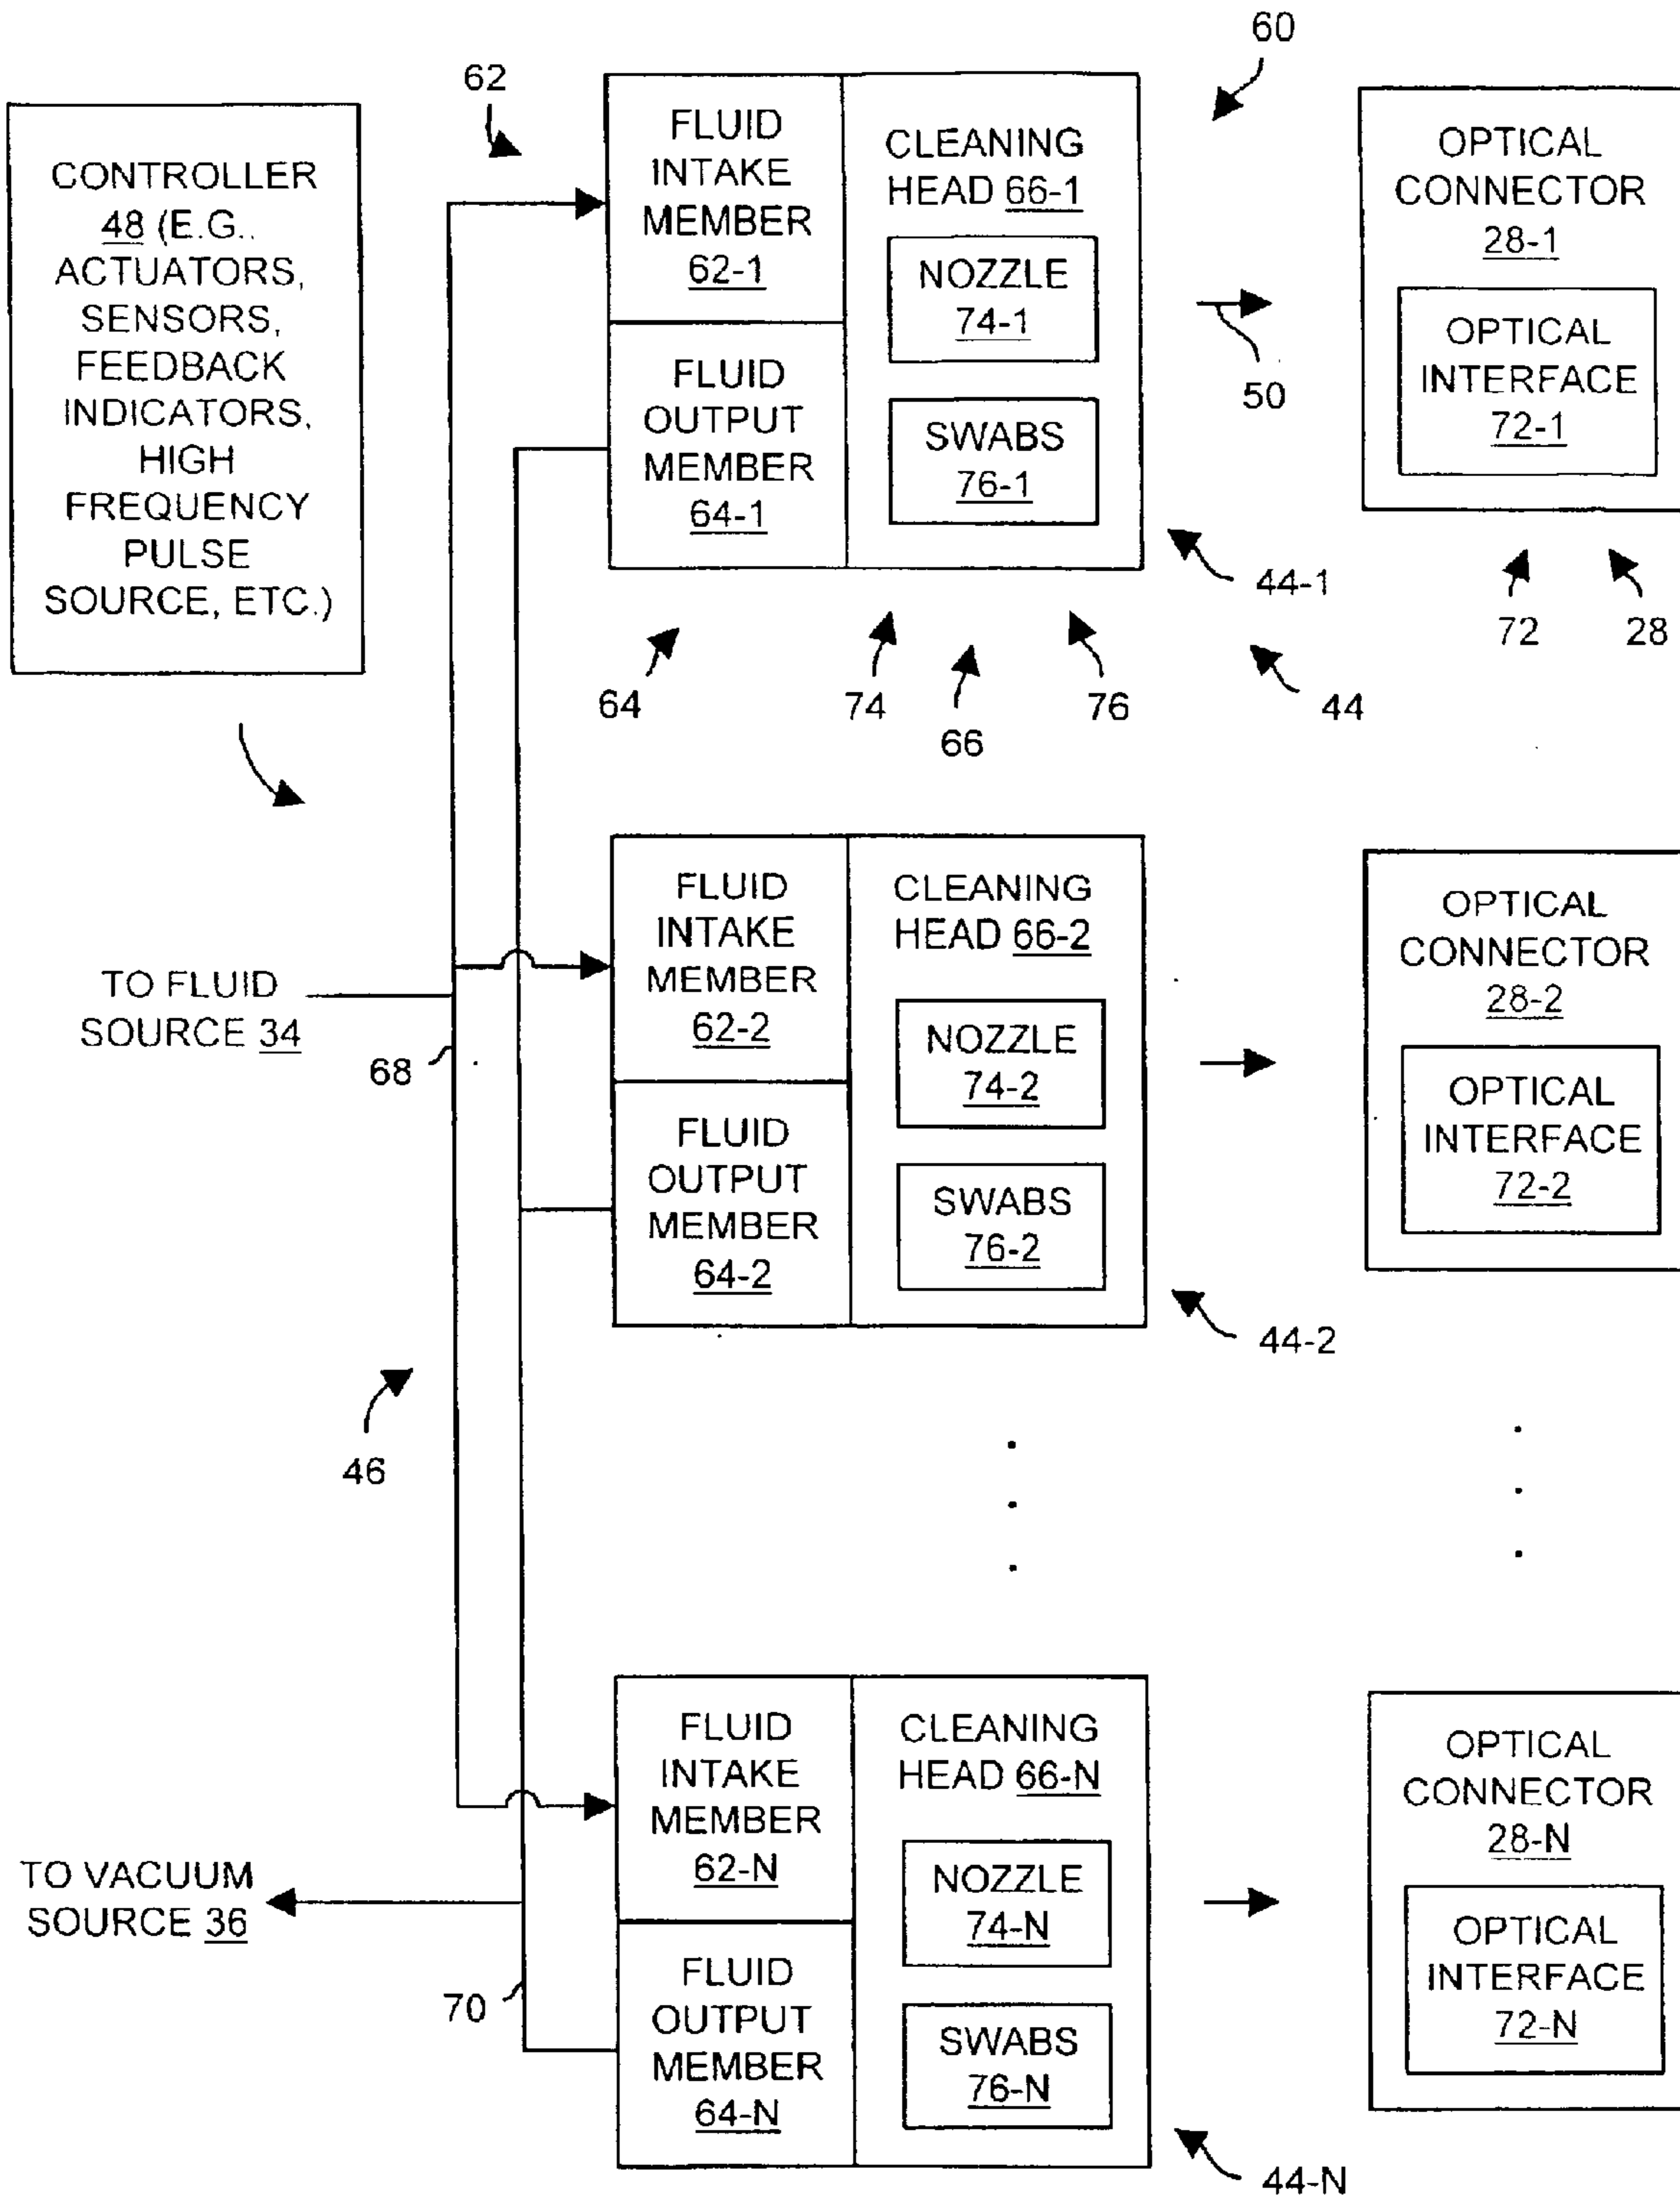 CONTROLLER
48 (E.G.,
ACTUATORS,
SENSORS,
FEEDBACK
INDICATORS,
HIGH
FREQUENCY
PULSE
SOURCE, ETC.)
62
FLUID
INTAKE
MEMBER
62-1
FLUID
OUTPUT
MEMBER
64-1
CLEANING
HEAD 66-1
NOZZLE
74-1
SWABS
76-1
60
50
OPTICAL
CONNECTOR
28-1
OPTICAL
INTERFACE
72-1
44-1
72
28
64
74
66
76
44
TO FLUID
SOURCE 34
68
FLUID
INTAKE
MEMBER
62-2
FLUID
OUTPUT
MEMBER
64-2
CLEANING
HEAD 66-2
NOZZLE
74-2
SWABS
76-2
OPTICAL
CONNECTOR
28-2
OPTICAL
INTERFACE
72-2
44-2
46
TO VACUUM
SOURCE 36
70
FLUID
INTAKE
MEMBER
62-N
FLUID
OUTPUT
MEMBER
64-N
CLEANING
HEAD 66-N
NOZZLE
74-N
SWABS
76-N
OPTICAL
CONNECTOR
28-N
OPTICAL
INTERFACE
72-N
44-N